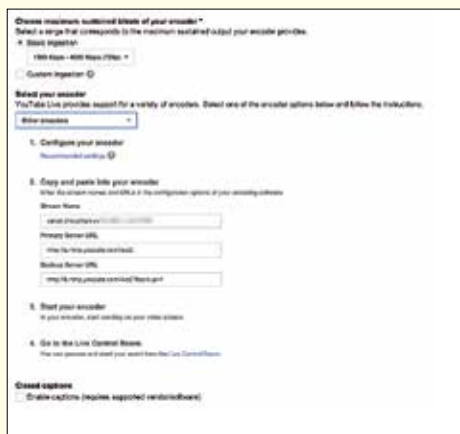 Choose maximum sustained bitrate of your encoder *
Select a range that corresponds to the maximum sustained output your encoder provides.
Basic ingestion
1500 Kbps - 4000 Kbps (720p)
Custom ingestion
Select your encoder
YouTube Live provides support for a variety of encoders. Select one of the encoder options below and follow the instructions.
Other encoders
1. Configure your encoder
Recommended settings
2. Copy and paste into your encoder
Enter the stream names and URLs in the configuration options of your encoding software
Stream Name
Primary Server URL
Backup Server URL
3. Start your encoder
In your encoder, start sending us your video stream
4. Go to the Live Control Room
You can preview and start your event from the Live Control Room
Closed captions
Enable captions (requires supported vendor/software)